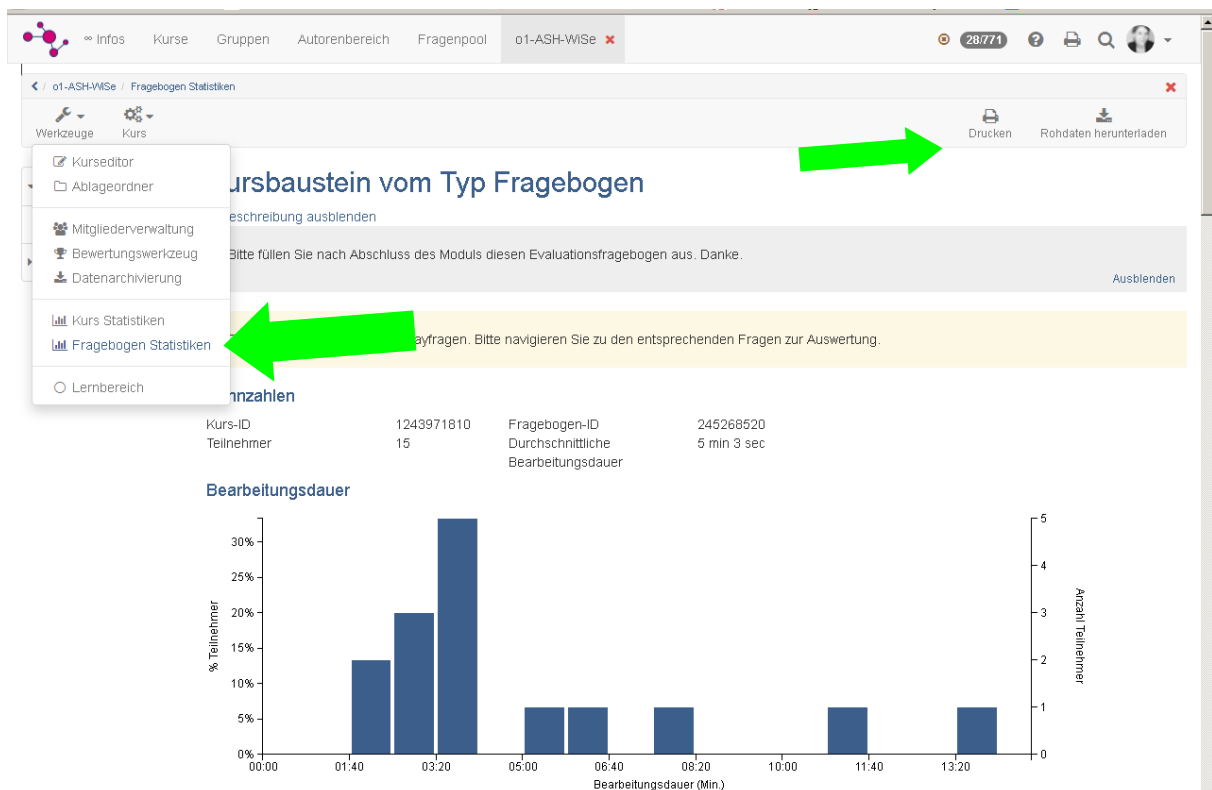 ∞ Infos Kurse Gruppen Autorenbereich Fragenpool o1-ASH-WiSe 28/771
/ o1-ASH-WiSe / Fragebogen Statistiken
Werkzeuge Kurs Drucken Rohdaten herunterladen
Kurseditor
Ablageordner
Mitgliederverwaltung
Bewertungswerkzeug
Datenarchivierung
Kurs Statistiken
Fragebogen Statistiken
Lernbereich
ursbaustein vom Typ Fragebogen
eschreibung ausblenden
Bitte füllen Sie nach Abschluss des Moduls diesen Evaluationsfragebogen aus. Danke.
Ausblenden
ayfragen. Bitte navigieren Sie zu den entsprechenden Fragen zur Auswertung.
nnzahlen
Kurs-ID 1243971810 Fragebogen-ID 245268520
Teilnehmer 15 Durchschnittliche Bearbeitungsdauer 5 min 3 sec
Bearbeitungsdauer
% Teilnehmer
30%
25%
20%
15%
10%
5%
0%
5
4
3
2
1
0
Anzahl Teilnehmer
00:00 01:40 03:20 05:00 06:40 08:20 10:00 11:40 13:20
Bearbeitungsdauer (Min.)